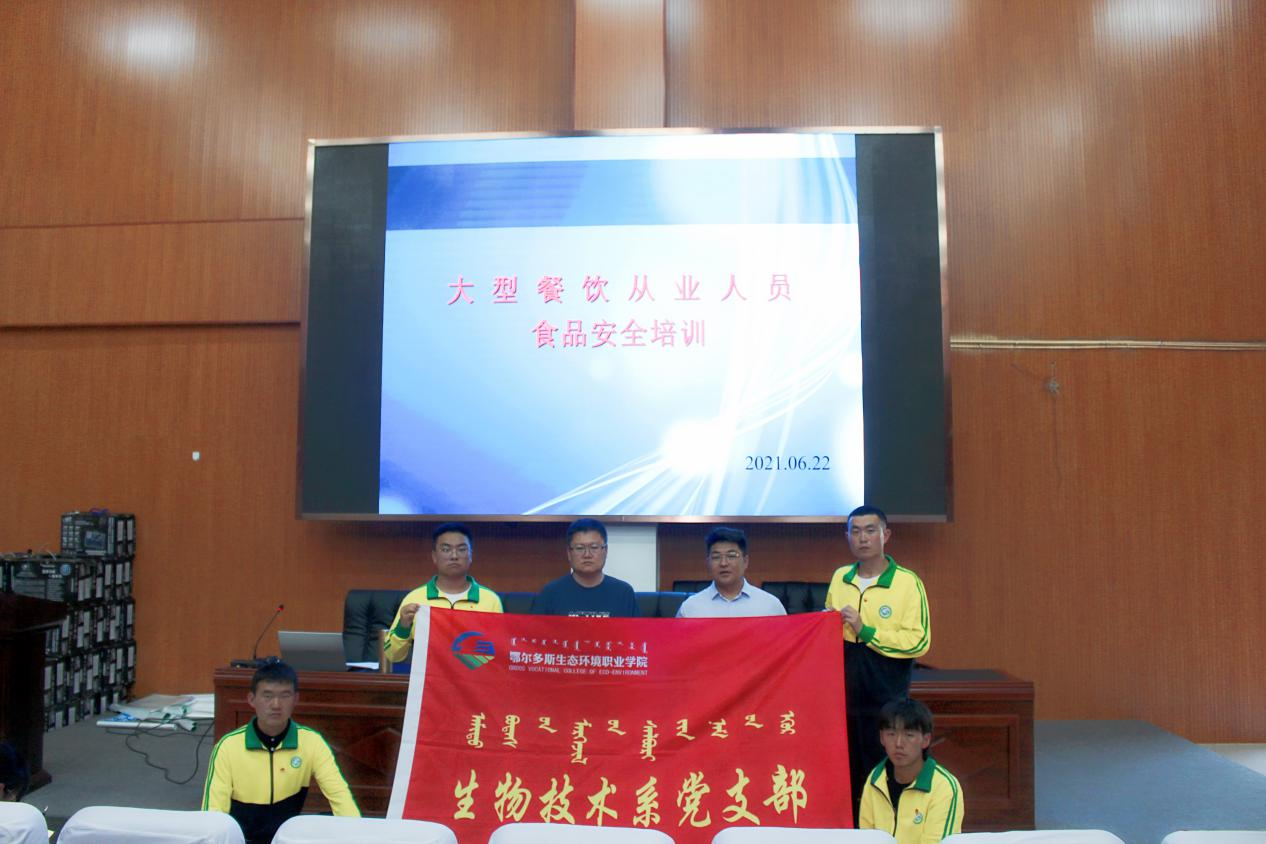 大型餐饮从业人员
食品安全培训
2021.06.22
鄂尔多斯生态环境职业学院
ORDOS VOCATIONAL COLLEGE OF ECO-ENVIRONMENT
生物技术系党支部